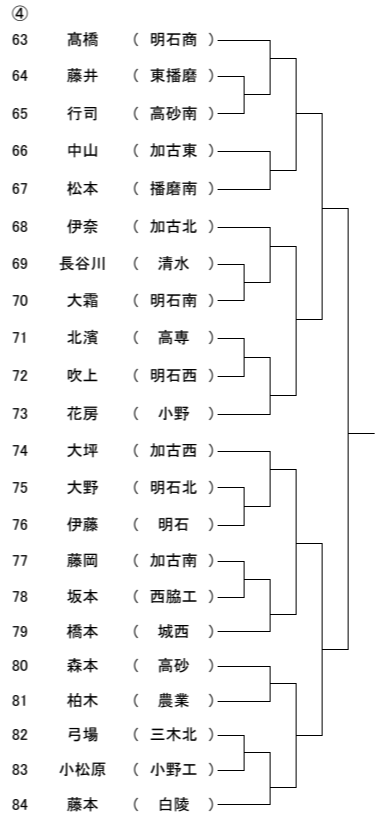 ④
63 髙橋 ( 明石商 )
64 藤井 ( 東播磨 )
65 行司 ( 高砂南 )
66 中山 ( 加古東 )
67 松本 ( 播磨南 )
68 伊奈 ( 加古北 )
69 長谷川 ( 清水 )
70 大霜 ( 明石南 )
71 北濱 ( 高専 )
72 吹上 ( 明石西 )
73 花房 ( 小野 )
74 大坪 ( 加古西 )
75 大野 ( 明石北 )
76 伊藤 ( 明石 )
77 藤岡 ( 加古南 )
78 坂本 ( 西脇工 )
79 橋本 ( 城西 )
80 森本 ( 高砂 )
81 柏木 ( 農業 )
82 弓場 ( 三木北 )
83 小松原 ( 小野工 )
84 藤本 ( 白陵 )